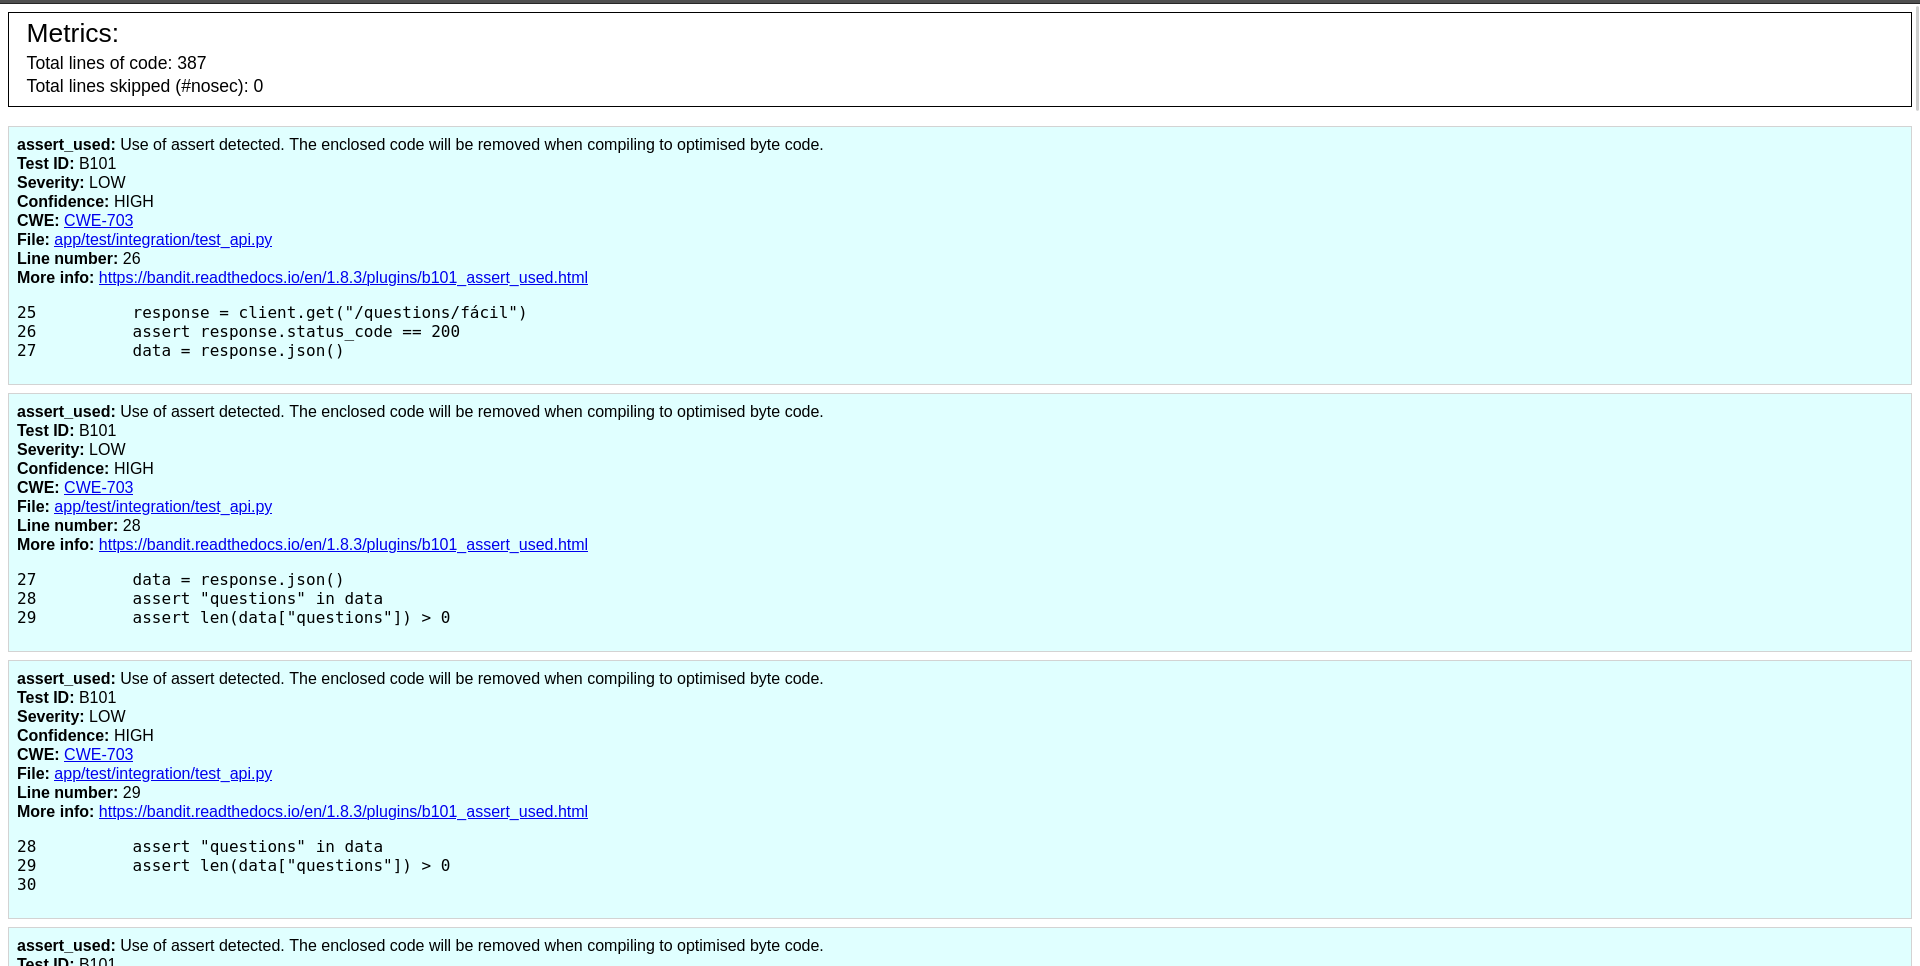 Metrics:
Total lines of code: 387
Total lines skipped (#nosec): 0
assert_used: Use of assert detected. The enclosed code will be removed when compiling to optimised byte code.
Test ID: B101
Severity: LOW
Confidence: HIGH
CWE: CWE-703
File: app/test/integration/test_api.py
Line number: 26
More info: https://bandit.readthedocs.io/en/1.8.3/plugins/b101_assert_used.html
25          response = client.get("/questions/fácil")
26          assert response.status_code == 200
27          data = response.json()
assert_used: Use of assert detected. The enclosed code will be removed when compiling to optimised byte code.
Test ID: B101
Severity: LOW
Confidence: HIGH
CWE: CWE-703
File: app/test/integration/test_api.py
Line number: 28
More info: https://bandit.readthedocs.io/en/1.8.3/plugins/b101_assert_used.html
27          data = response.json()
28          assert "questions" in data
29          assert len(data["questions"]) > 0
assert_used: Use of assert detected. The enclosed code will be removed when compiling to optimised byte code.
Test ID: B101
Severity: LOW
Confidence: HIGH
CWE: CWE-703
File: app/test/integration/test_api.py
Line number: 29
More info: https://bandit.readthedocs.io/en/1.8.3/plugins/b101_assert_used.html
28          assert "questions" in data
29          assert len(data["questions"]) > 0
30
assert_used: Use of assert detected. The enclosed code will be removed when compiling to optimised byte code.
Test ID: B101